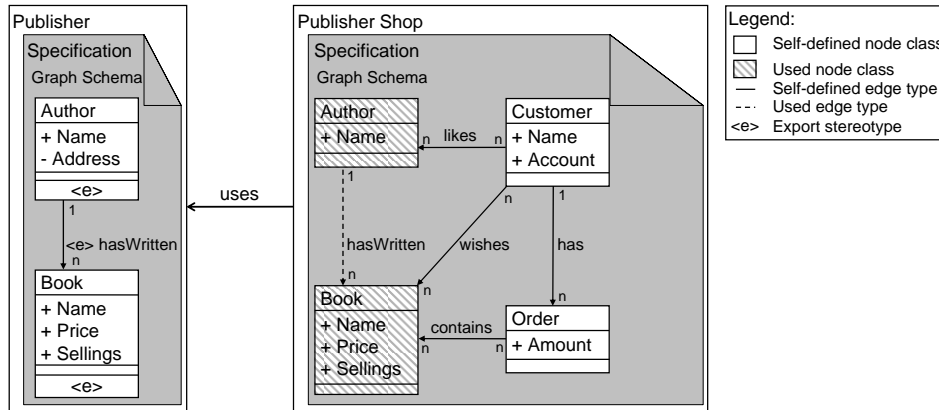 Publisher
Specification
Graph Schema
Author
+ Name
- Address
<e>
1
<e> hasWritten
n
Book
+ Name
+ Price
+ Sellings
<e>
uses
Publisher Shop
Specification
Graph Schema
Author
+ Name
n likes n
Customer
+ Name
+ Account
1
n
1
hasWritten
wishes
has
n
n
n
Book
+ Name
+ Price
+ Sellings
contains
n n
Order
+ Amount
Legend:
Self-defined node class
Used node class
Self-defined edge type
Used edge type
<e> Export stereotype